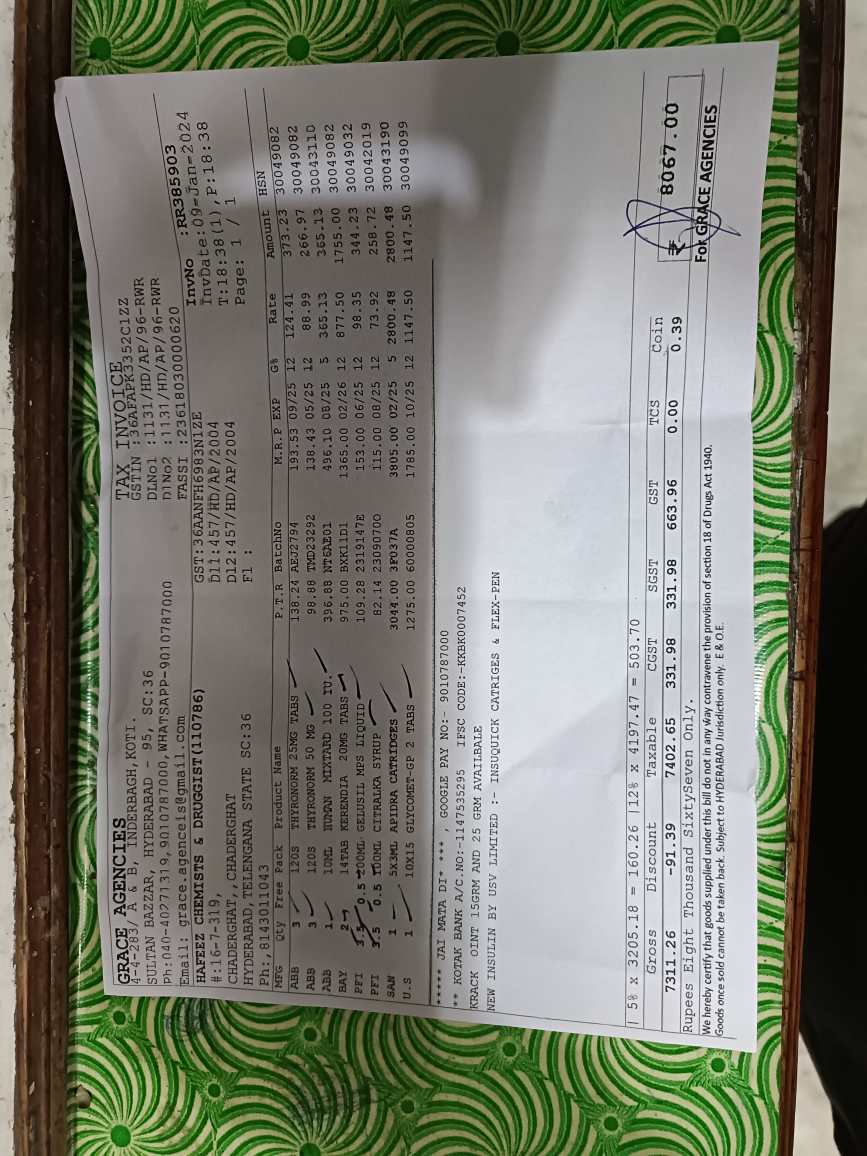 TAX INVOICE
GRACE AGENCIES
GSTIN :36AFAPK3352C1ZZ
4-4-283/ A & B, INDERBAGH,KOTI.
DLNo1 :1131/HD/AP/96-RWR
SULTAN BAZZAR, HYDERABAD - 95, SC:36
DlNo2 :1131/HD/AP/96-RWR
Ph:040-40271319,9010787000,WHATSAPP-9010787000
FASSI :23618030000620
Email: grace.agenceis@gmail.com
HAFEEZ CHEMISTS & DRUGGIST(110786) GST:36AANFH6983N1ZE InvNo :RR385903
#:16-7-319, Dl1:457/HD/AP/2004 InvDate:09-Jan-2024
CHADERGHAT,,CHADERGHAT Dl2:457/HD/AP/2004 T:18:38(1),P:18:38
HYDERABAD,TELENGANA STATE SC:36 Fl : Page: 1 / 1
Ph:,8143011043
MFG Qty Free Pack Product Name P.T.R BatchNo M.R.P EXP G% Rate Amount HSN
ABB 3 120S THYRONORM 25MG TABS 138.24 AEJ2794 193.53 09/25 12 124.41 373.23 30049082
ABB 3 120S THYRONORM 50 MG 98.88 TMD23292 138.43 05/25 12 88.99 266.97 30049082
ABB 1 10ML HUMAN MIXTARD 100 IU. 396.88 NT6AE01 496.10 08/25 5 365.13 365.13 30043110
BAY 2 14TAB KERENDIA 20MG TABS 975.00 BXK11D1 1365.00 02/26 12 877.50 1755.00 30049082
PFI 3.5 0.5 200ML GELUSIL MPS LIQUID 109.28 2319147E 153.00 06/25 12 98.35 344.23 30049032
PFI 3.5 0.5 100ML CITRALKA SYRUP 82.14 23090700 115.00 08/25 12 73.92 258.72 30042019
SAN 1 5X3ML APIDRA CATRIDGES 3044.00 3F037A 3805.00 02/25 5 2800.48 2800.48 30043190
U.S 1 10X15 GLYCOMET-GP 2 TABS 1275.00 60000805 1785.00 10/25 12 1147.50 1147.50 30049099
***** JAI MATA DI* *** , GOOGLE PAY NO:- 9010787000
** KOTAK BANK A/C.NO:-1147535295 IFSC CODE:-KKBK0007452
KRACK OINT 15GRM AND 25 GRM AVAILBALE
NEW INSULIN BY USV LIMITED :- INSUQUICK CATRIGES & FLEX-PEN
| 5% x 3205.18 = 160.26 |12% x 4197.47 = 503.70
Gross Discount Taxable CGST SGST GST TCS Coin
7311.26 -91.39 7402.65 331.98 331.98 663.96 0.00 0.39 ₹ 8067.00
Rupees Eight Thousand SixtySeven Only.
We hereby certify that goods supplied under this bill do not in any way contravene the provision of section 18 of Drugs Act 1940.
For GRACE AGENCIES
Goods once sold cannot be taken back. Subject to HYDERABAD Jurisdiction only. E & O.E.